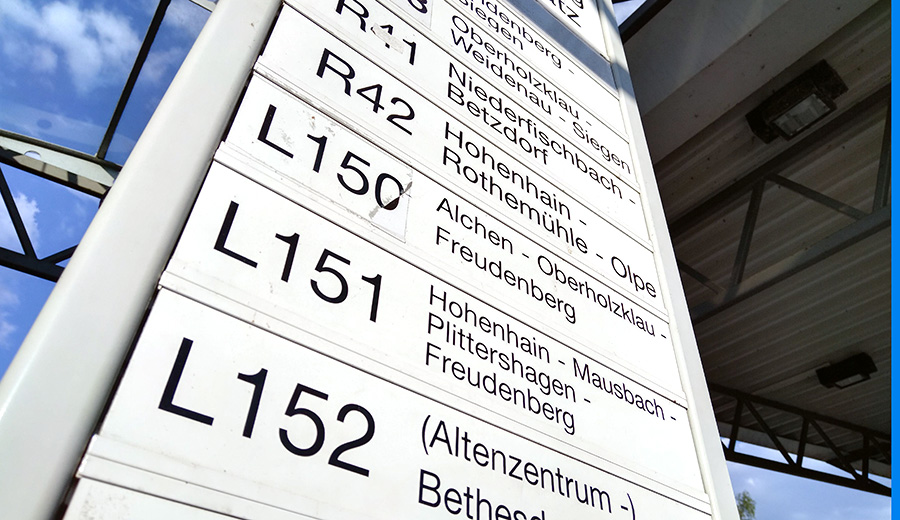 Siegen
Oberholzklau -
Weidenau - Siegen
R41
Niederfischbach -
Betzdorf
R42
Hohenhain -
Rothemühle - Olpe
L150
Alchen - Oberholzklau -
Freudenberg
L151
Hohenhain - Mausbach -
Plittershagen -
Freudenberg
L152
(Altenzentrum -)